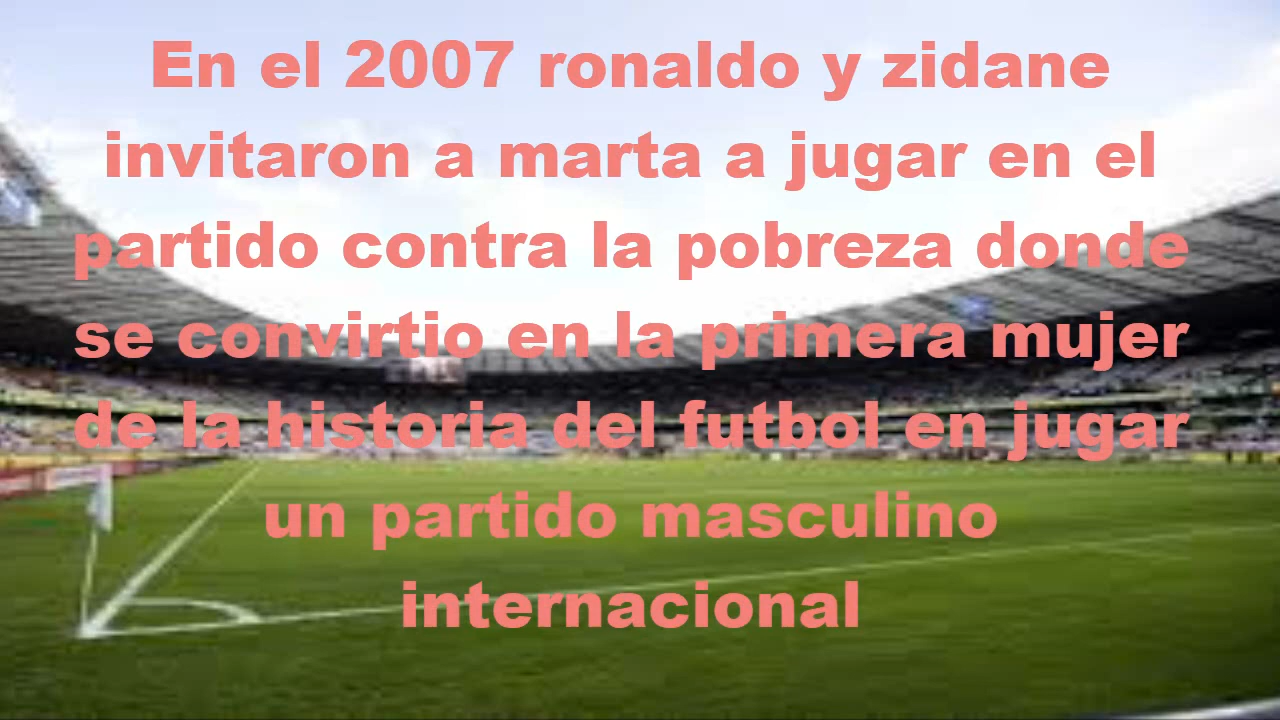 En el 2007 ronaldo y zidane
invitaron a marta a jugar en el
partido contra la pobreza donde
se convirtio en la primera mujer
de la historia del futbol en jugar
un partido masculino
internacional